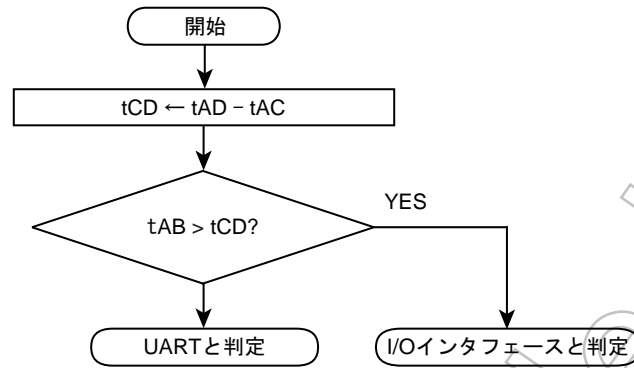 開始
tCD ← tAD − tAC
tAB > tCD?
YES
UARTと判定
I/Oインタフェースと判定